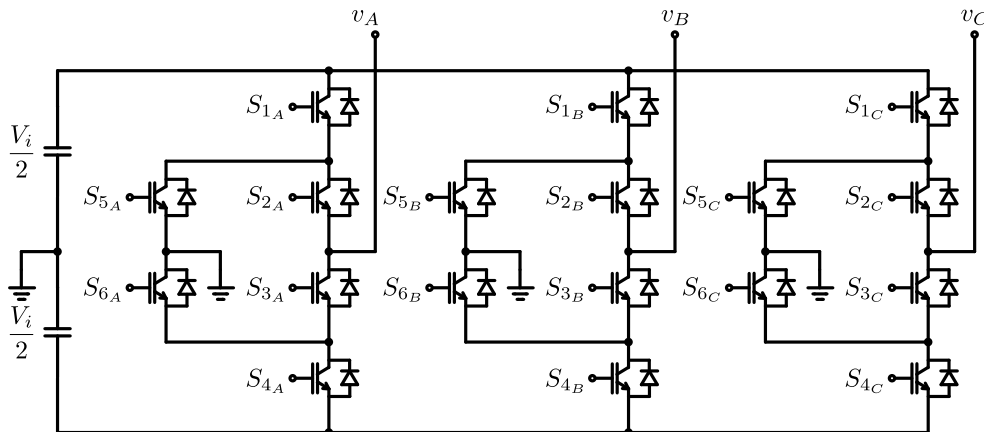 v_A v_B v_C
S_{1_A} S_{1_B} S_{1_C}
V_i/2
S_{5_A} S_{2_A} S_{5_B} S_{2_B} S_{5_C} S_{2_C}
S_{6_A} S_{3_A} S_{6_B} S_{3_B} S_{6_C} S_{3_C}
V_i/2
S_{4_A} S_{4_B} S_{4_C}